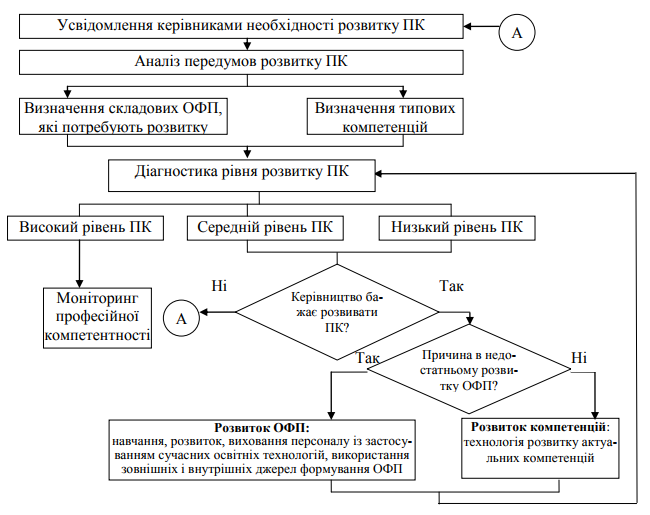 Усвідомлення керівниками необхідності розвитку ПК
А
Аналіз передумов розвитку ПК
Визначення складових ОФП,
які потребують розвитку
Визначення типових
компетенцій
Діагностика рівня розвитку ПК
Високий рівень ПК
Середній рівень ПК
Низький рівень ПК
Моніторинг
професійної
компетентності
Ні
А
Керівництво ба-
жає розвивати
ПК?
Так
Так
Причина в недо-
статньому розви-
тку ОФП?
Ні
Розвиток ОФП:
навчання, розвиток, виховання персоналу із застосу-
ванням сучасних освітніх технологій, використання
зовнішніх і внутрішніх джерел формування ОФП
Розвиток компетенцій:
технологія розвитку актуа-
льних компетенцій